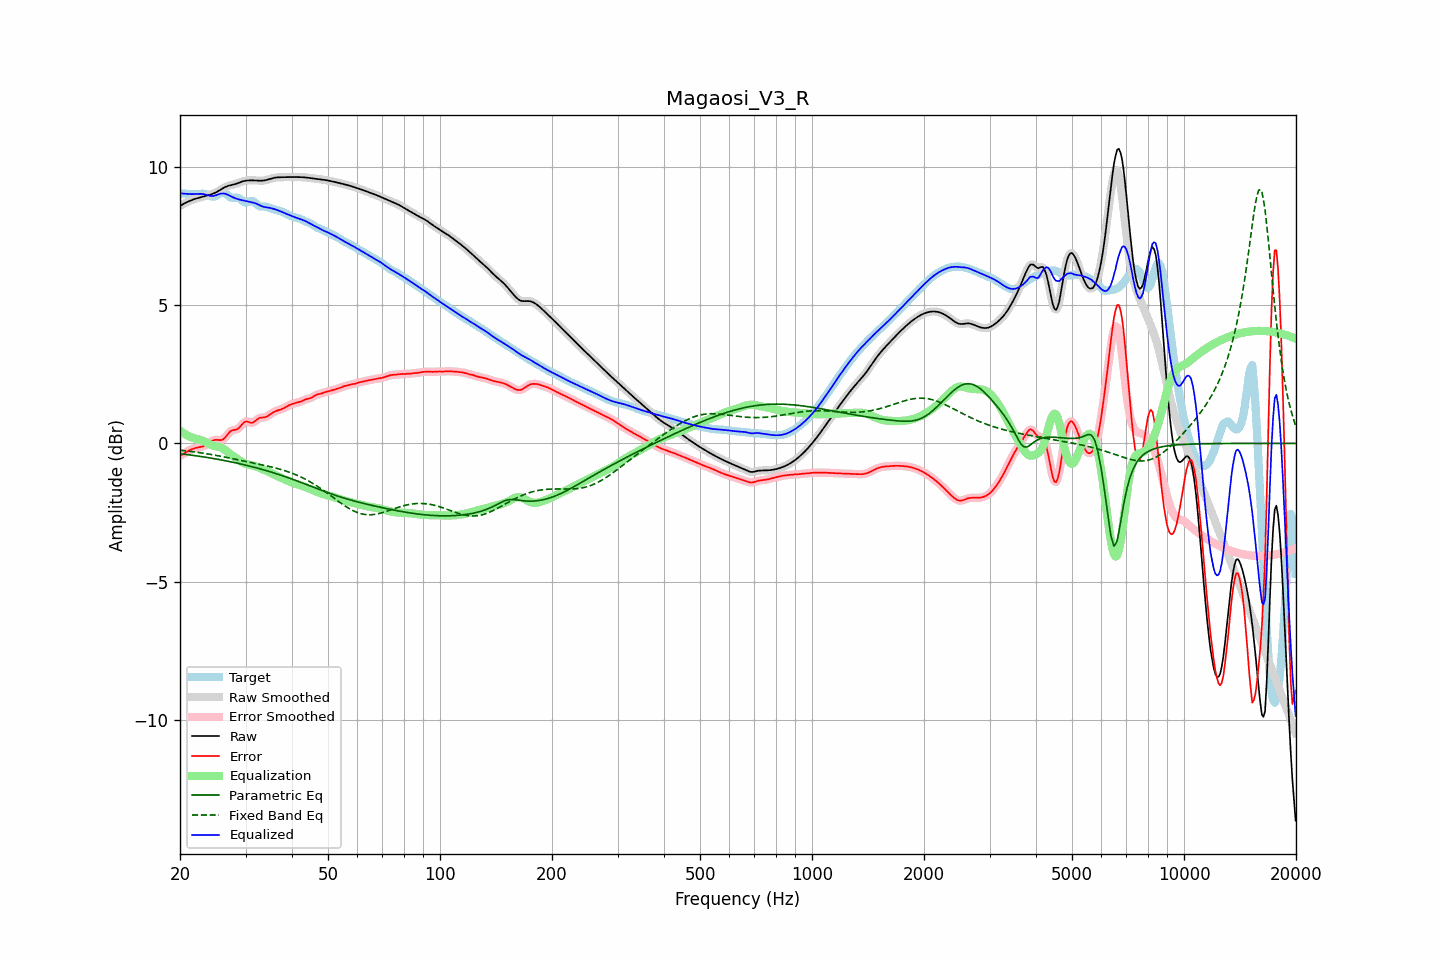 Magaosi_V3_R
Amplitude (dBr)
10
5
0
−5
−10
Target
Raw Smoothed
Error Smoothed
Raw
Error
Equalization
Parametric Eq
Fixed Band Eq
Equalized
20 50 100 200 500 1000 2000 5000 10000 20000
Frequency (Hz)